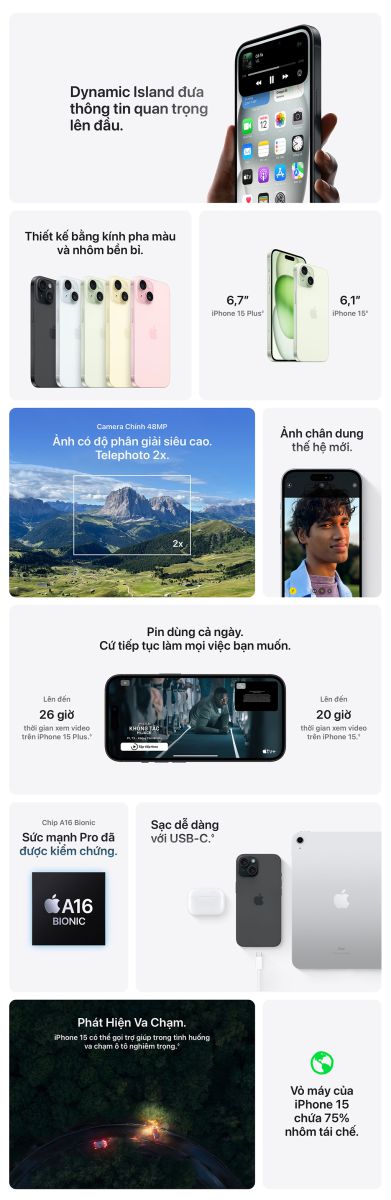 Dynamic Island đưa
thông tin quan trọng
lên đầu.
Thiết kế bằng kính pha màu
và nhôm bền bỉ.
6,7”
iPhone 15 Plus◊
6,1”
iPhone 15◊
Camera Chính 48MP
Ảnh có độ phân giải siêu cao.
Telephoto 2x.
2x
Ảnh chân dung
thế hệ mới.
Pin dùng cả ngày.
Cứ tiếp tục làm mọi việc bạn muốn.
Lên đến
26 giờ
thời gian xem video
trên iPhone 15 Plus.◊
KHÔNG TẶC
tv+
Lên đến
20 giờ
thời gian xem video
trên iPhone 15.◊
Chip A16 Bionic
Sức mạnh Pro đã
được kiểm chứng.
A16
BIONIC
Sạc dễ dàng
với USB-C.◊
Phát Hiện Va Chạm.
iPhone 15 có thể gọi trợ giúp trong tình huống
va chạm ô tô nghiêm trọng.◊
Vỏ máy của
iPhone 15
chứa 75%
nhôm tái chế.